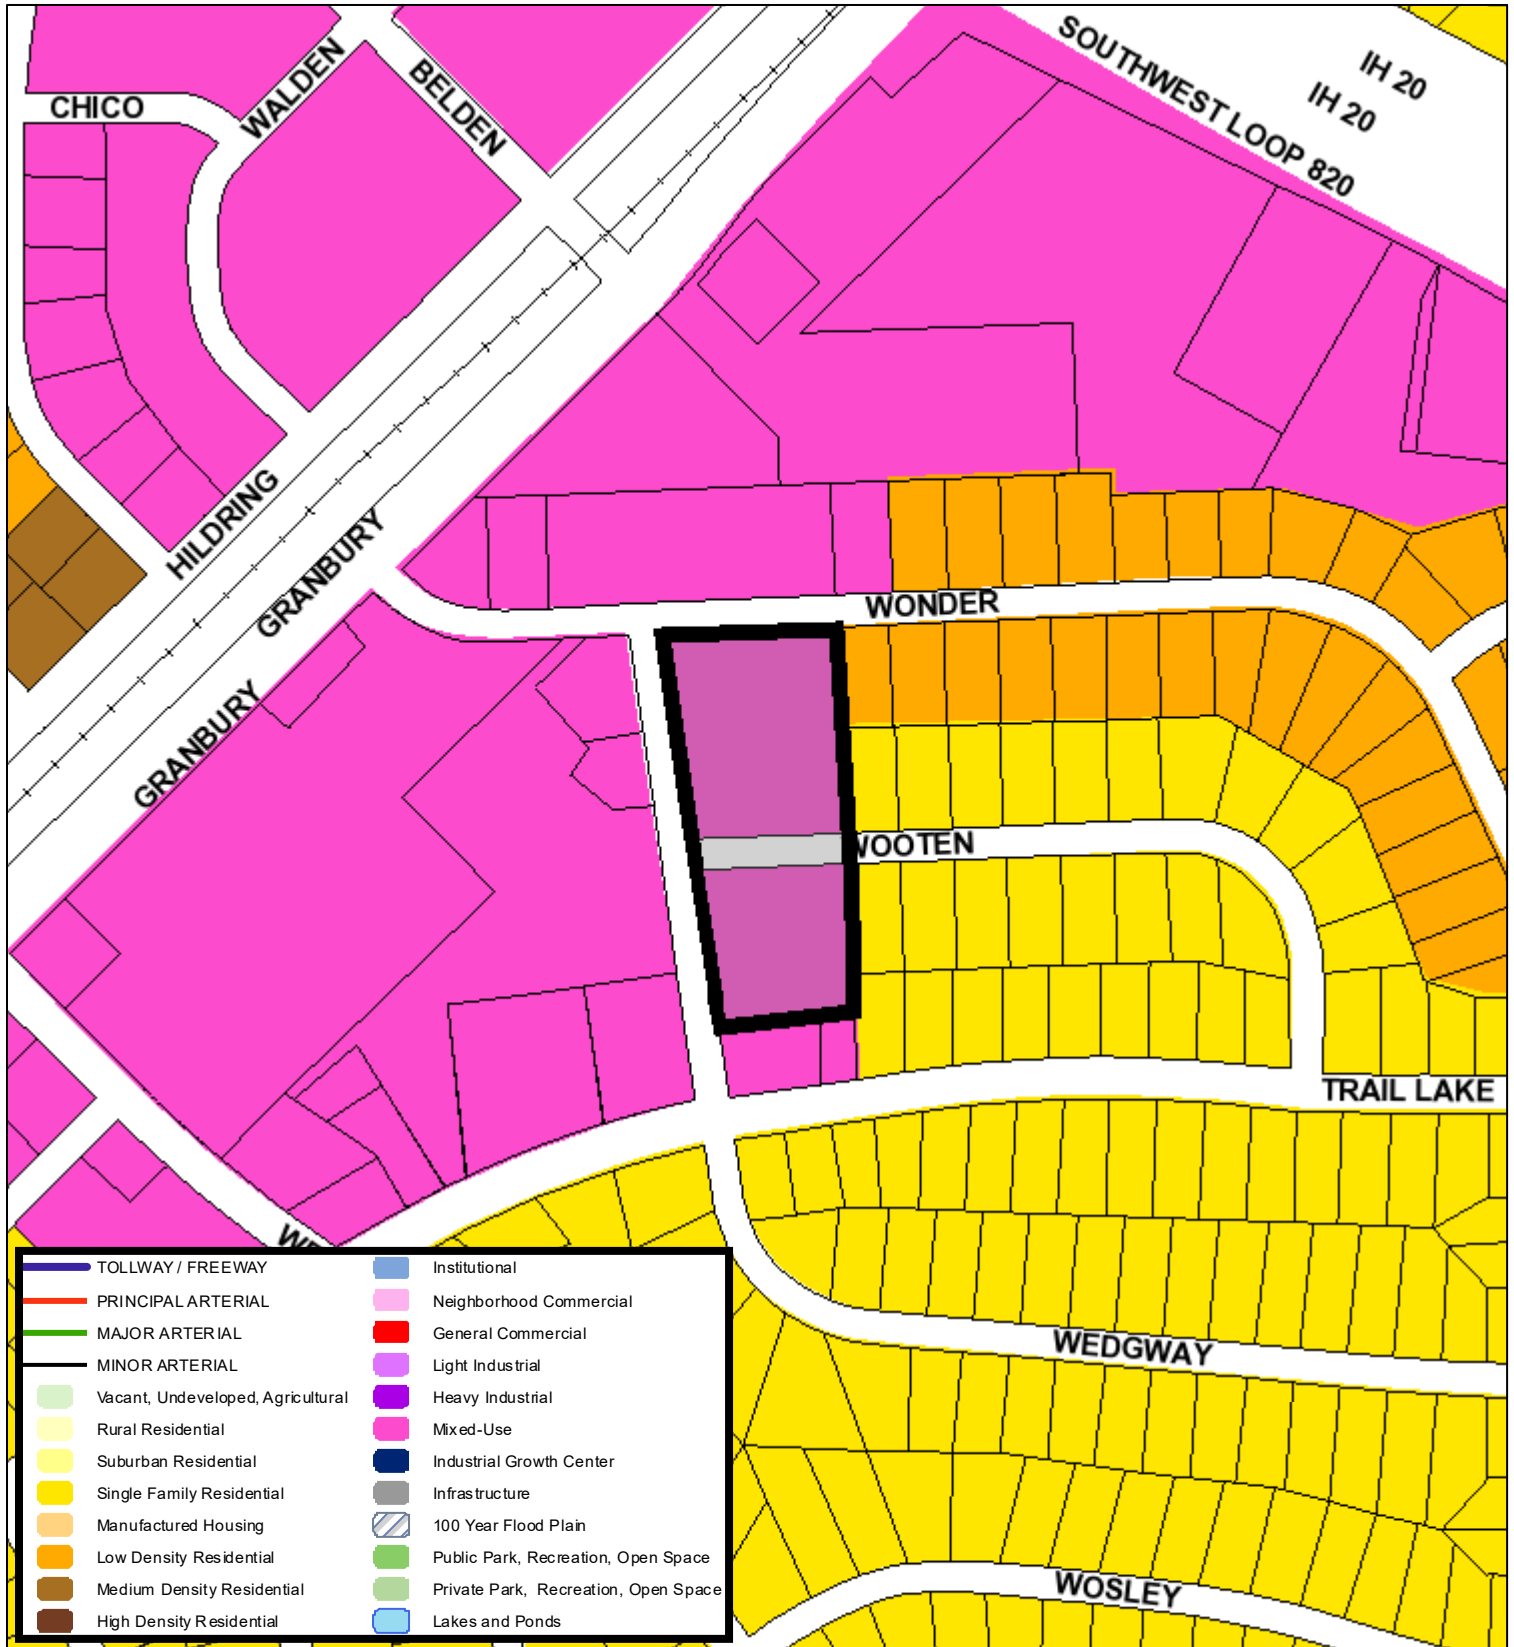 IH 20
IH 20
SOUTHWEST LOOP 820
CHICO
WALDEN
BELDEN
HILDRING
GRANBURY
GRANBURY
WONDER
WOOTEN
TRAIL LAKE
WEDGWAY
WOSLEY
TOLLWAY / FREEWAY
PRINCIPAL ARTERIAL
MAJOR ARTERIAL
MINOR ARTERIAL
Vacant, Undeveloped, Agricultural
Rural Residential
Suburban Residential
Single Family Residential
Manufactured Housing
Low Density Residential
Medium Density Residential
High Density Residential
Institutional
Neighborhood Commercial
General Commercial
Light Industrial
Heavy Industrial
Mixed-Use
Industrial Growth Center
Infrastructure
100 Year Flood Plain
Public Park, Recreation, Open Space
Private Park, Recreation, Open Space
Lakes and Ponds